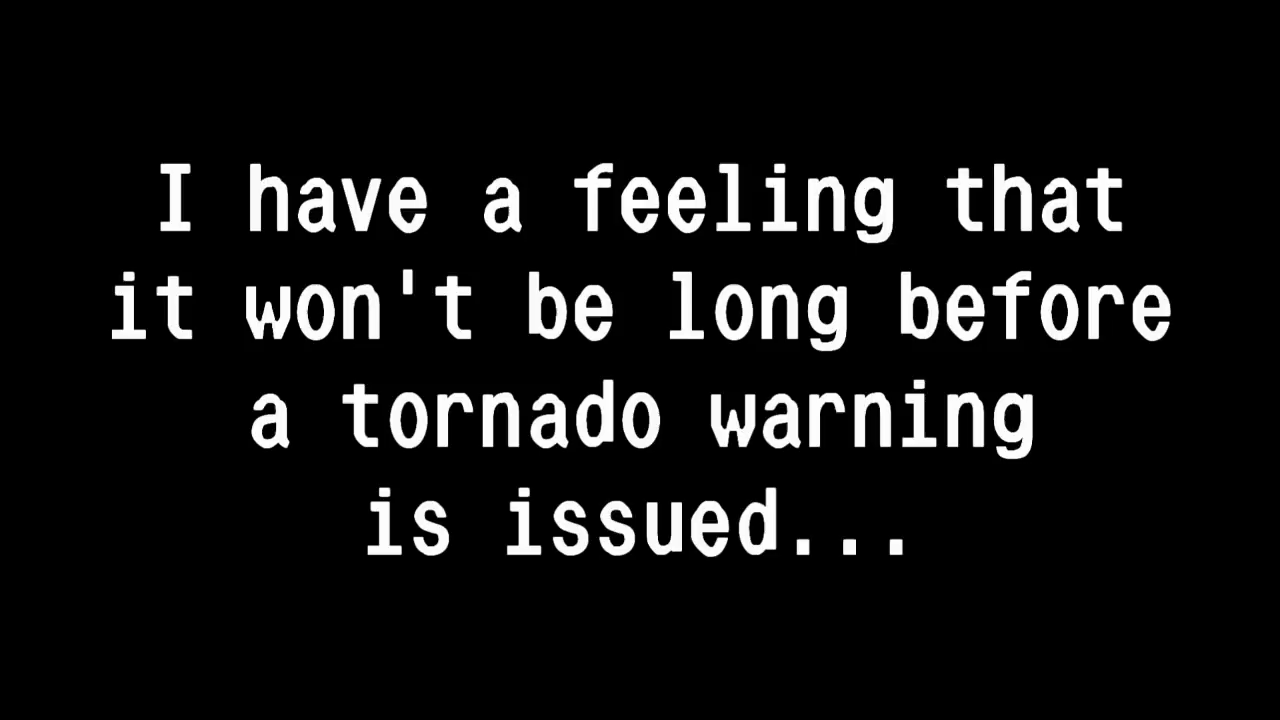 I have a feeling that
it won't be long before
a tornado warning
is issued...